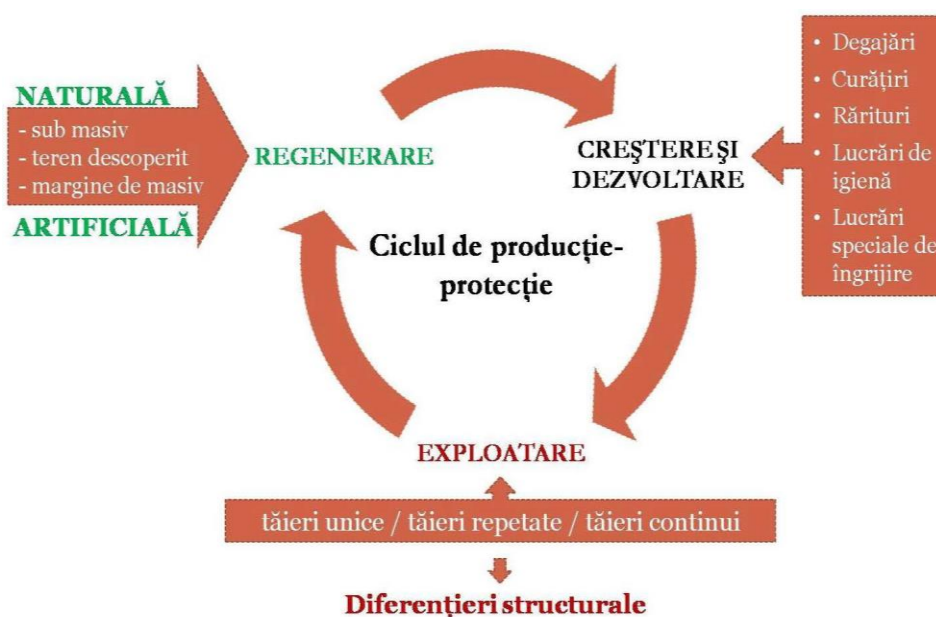 NATURALĂ
- sub masiv
- teren descoperit
- margine de masiv
ARTIFICIALĂ
REGENERARE
CREŞTERE ŞI
DEZVOLTARE
• Degajări
• Curățiri
• Rărituri
• Lucrări de
igienă
• Lucrări
speciale de
îngrijire
Ciclul de producție-
protecție
EXPLOATARE
tăieri unice / tăieri repetate / tăieri continui
Diferențieri structurale